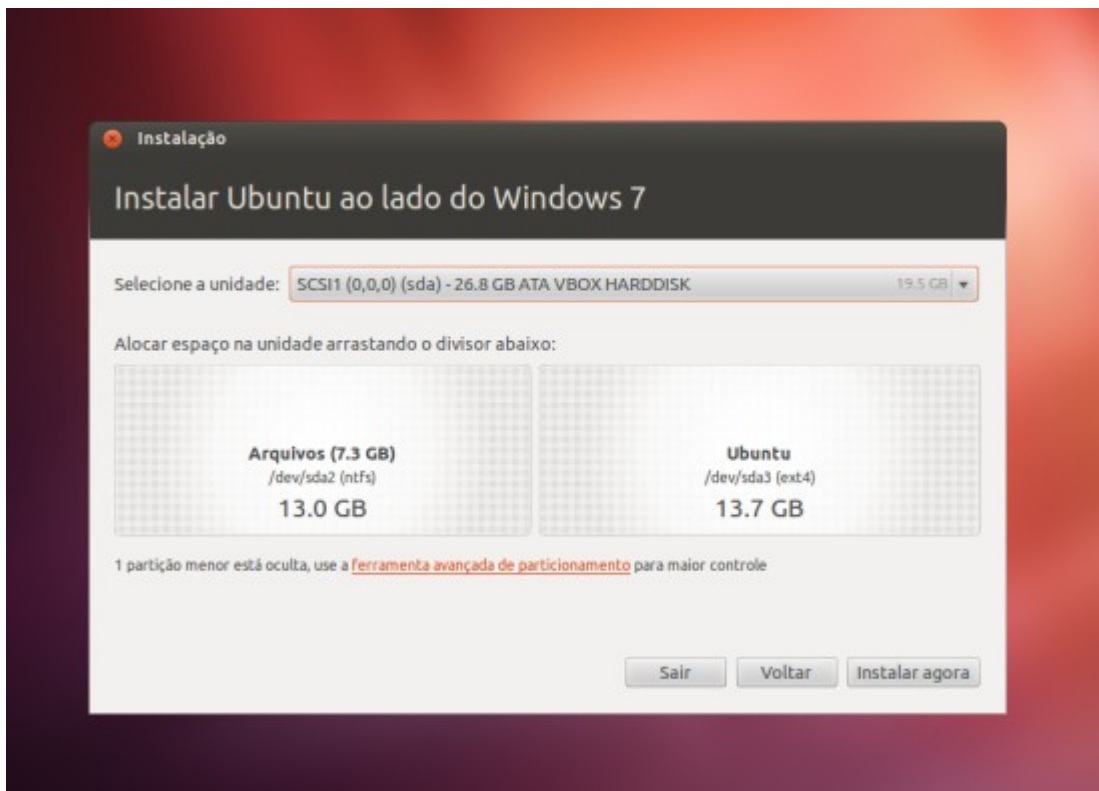 Instalação
Instalar Ubuntu ao lado do Windows 7
Selecione a unidade: SCSI1 (0,0,0) (sda) - 26.8 GB ATA VBOX HARDDISK 19.5 GB
Alocar espaço na unidade arrastando o divisor abaixo:
Arquivos (7.3 GB)
/dev/sda2 (ntfs)
13.0 GB
Ubuntu
/dev/sda3 (ext4)
13.7 GB
1 partição menor está oculta, use a ferramenta avançada de particionamento para maior controle
Sair Voltar Instalar agora